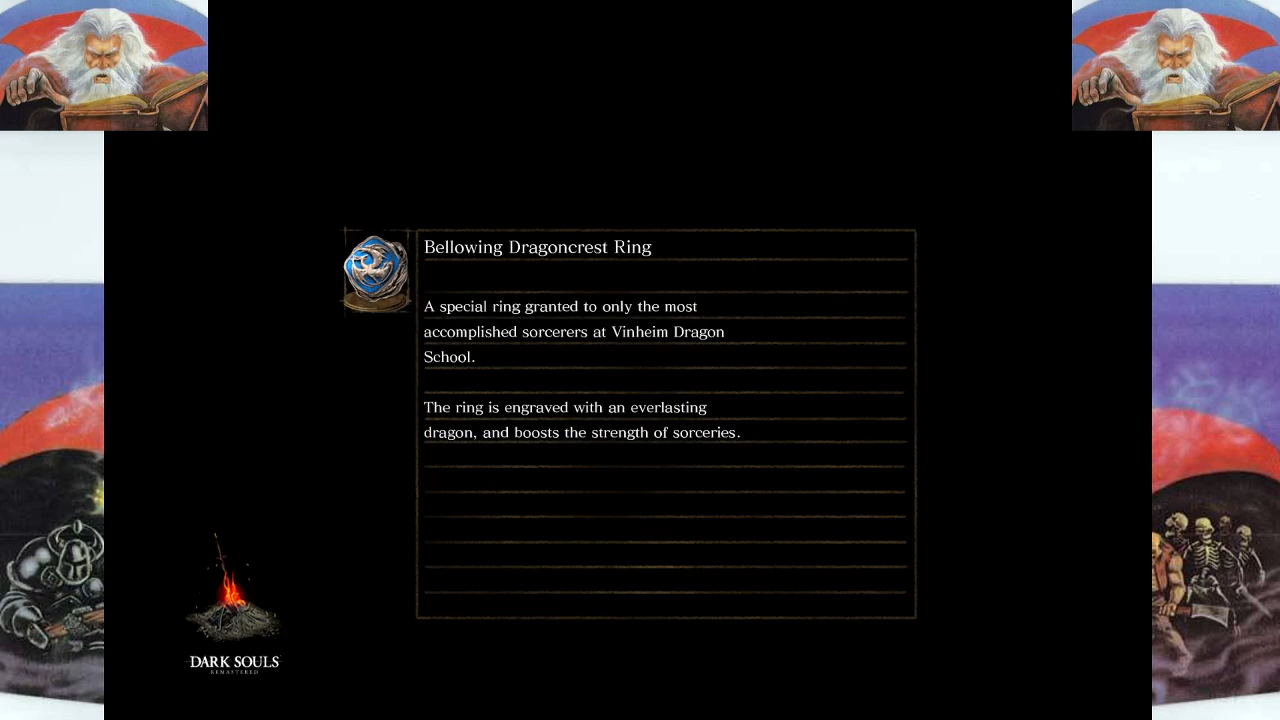 Bellowing Dragoncrest Ring
A special ring granted to only the most
accomplished sorcerers at Vinheim Dragon
School.
The ring is engraved with an everlasting
dragon, and boosts the strength of sorceries.
DARK SOULS
REMASTERED